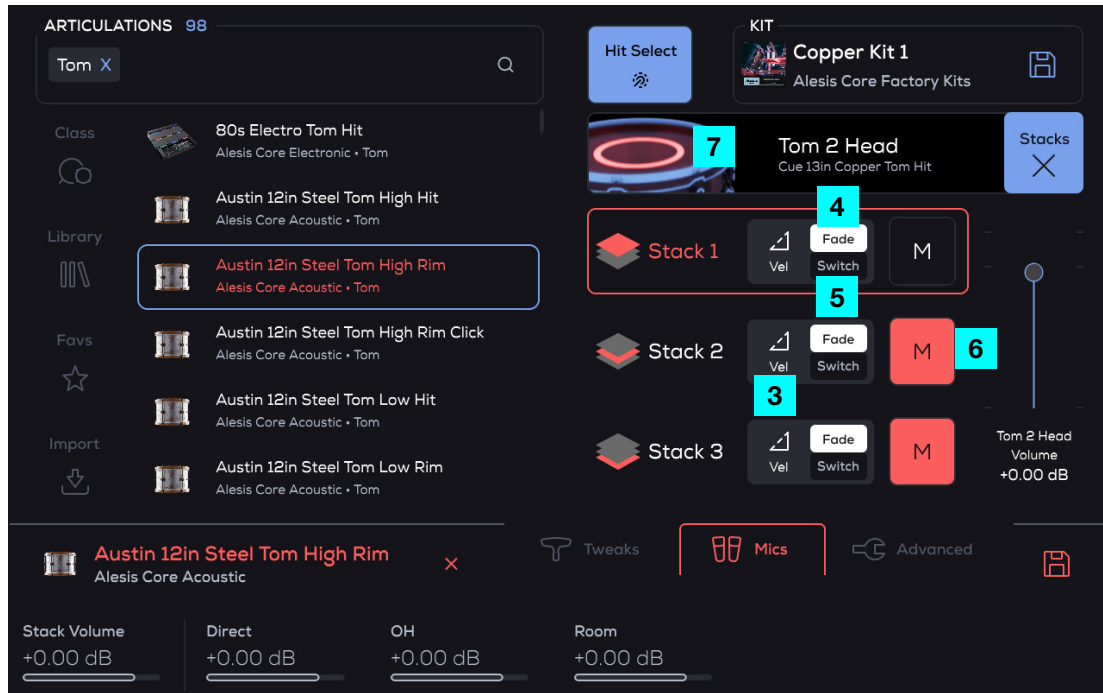 ARTICULATIONS 98
Tom X
Hit Select
KIT
Copper Kit 1
Alesis Core Factory Kits
Class
Library
Favs
Import
80s Electro Tom Hit
Alesis Core Electronic • Tom
Austin 12in Steel Tom High Hit
Alesis Core Acoustic • Tom
Austin 12in Steel Tom High Rim
Alesis Core Acoustic • Tom
Austin 12in Steel Tom High Rim Click
Alesis Core Acoustic • Tom
Austin 12in Steel Tom Low Hit
Alesis Core Acoustic • Tom
Austin 12in Steel Tom Low Rim
Alesis Core Acoustic • Tom
7
Tom 2 Head
Cue 13in Copper Tom Hit
Stacks
4
Stack 1
Vel
Fade
Switch
M
5
Stack 2
Vel
Fade
Switch
M
6
3
Stack 3
Vel
Fade
Switch
M
Tom 2 Head
Volume
+0.00 dB
Austin 12in Steel Tom High Rim
Alesis Core Acoustic
Tweaks
Mics
Advanced
Stack Volume
+0.00 dB
Direct
+0.00 dB
OH
+0.00 dB
Room
+0.00 dB